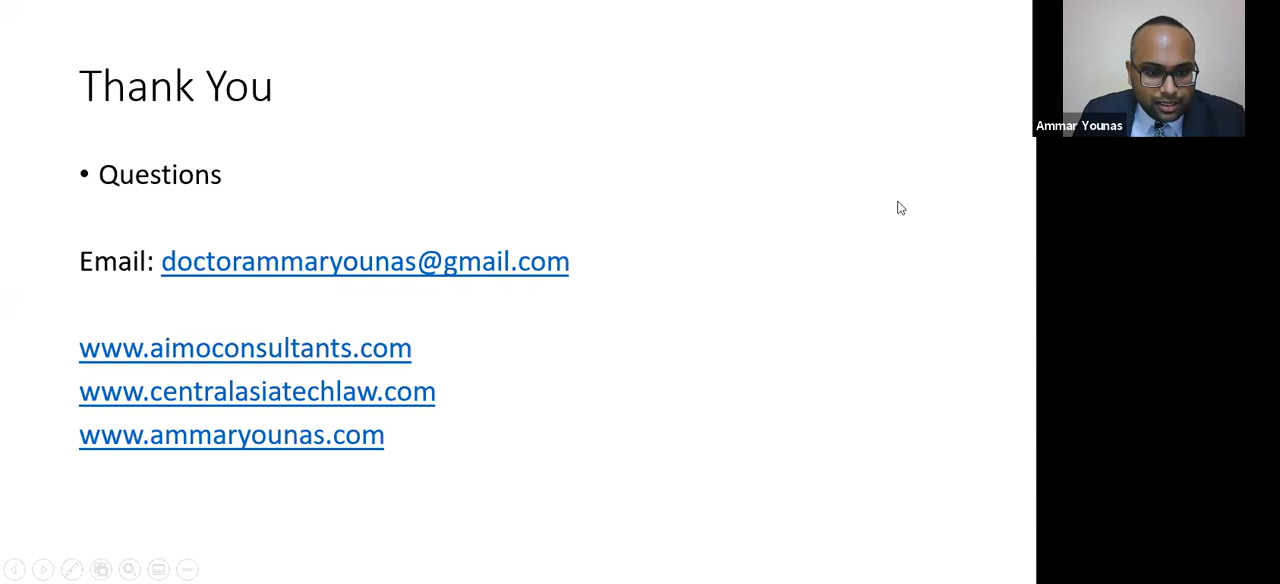 Thank You
• Questions
Email: doctorammaryounas@gmail.com
www.aimoconsultants.com
www.centralasiatechlaw.com
www.ammaryounas.com
Ammar Younas